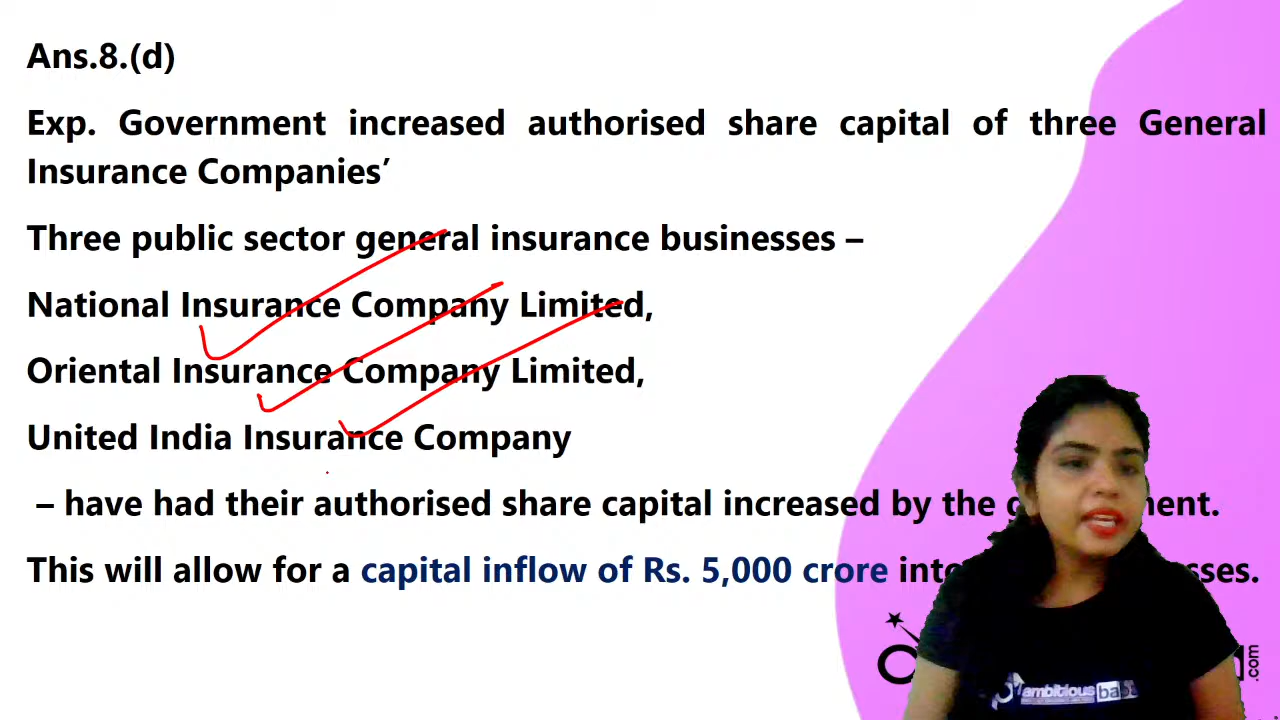 Ans.8.(d)
Exp. Government increased authorised share capital of three General
Insurance Companies’
Three public sector general insurance businesses –
National Insurance Company Limited,
Oriental Insurance Company Limited,
United India Insurance Company
– have had their authorised share capital increased by the
This will allow for a capital inflow of Rs. 5,000 crore
.com
ambitious